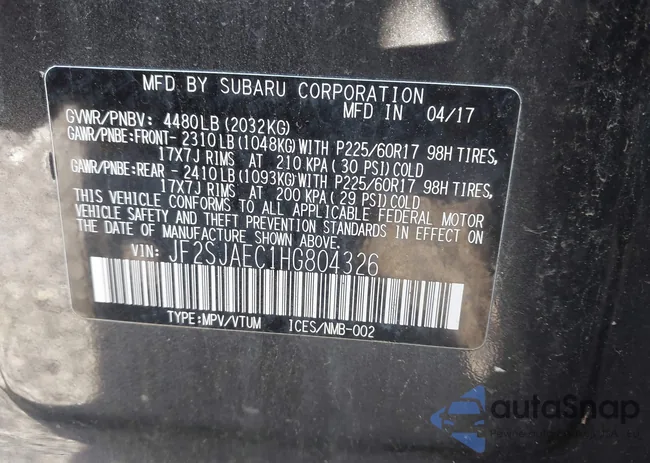 MFD BY SUBARU CORPORATION
MFD IN 04/17
GVWR/PNBV: 4480LB (2032KG)
GAWR/PNBE:FRONT- 2310 LB (1048KG)WITH P225/60R17 98H TIRES,
17X7J RIMS AT 210 KPA ( 30 PSI)COLD
GAWR/PNBE:REAR - 2410 LB (1093KG)WITH P225/60R17 98H TIRES,
17X7J RIMS AT 200 KPA ( 29 PSI)COLD
THIS VEHICLE CONFORMS TO ALL APPLICABLE FEDERAL MOTOR
VEHICLE SAFETY AND THEFT PREVENTION STANDARDS IN EFFECT ON
THE DATE OF MANUFACTURE SHOWN ABOVE.
VIN: JF2SJAEC1HG804326
TYPE:MPV/VTUM ICES/NMB-002
autoSnap